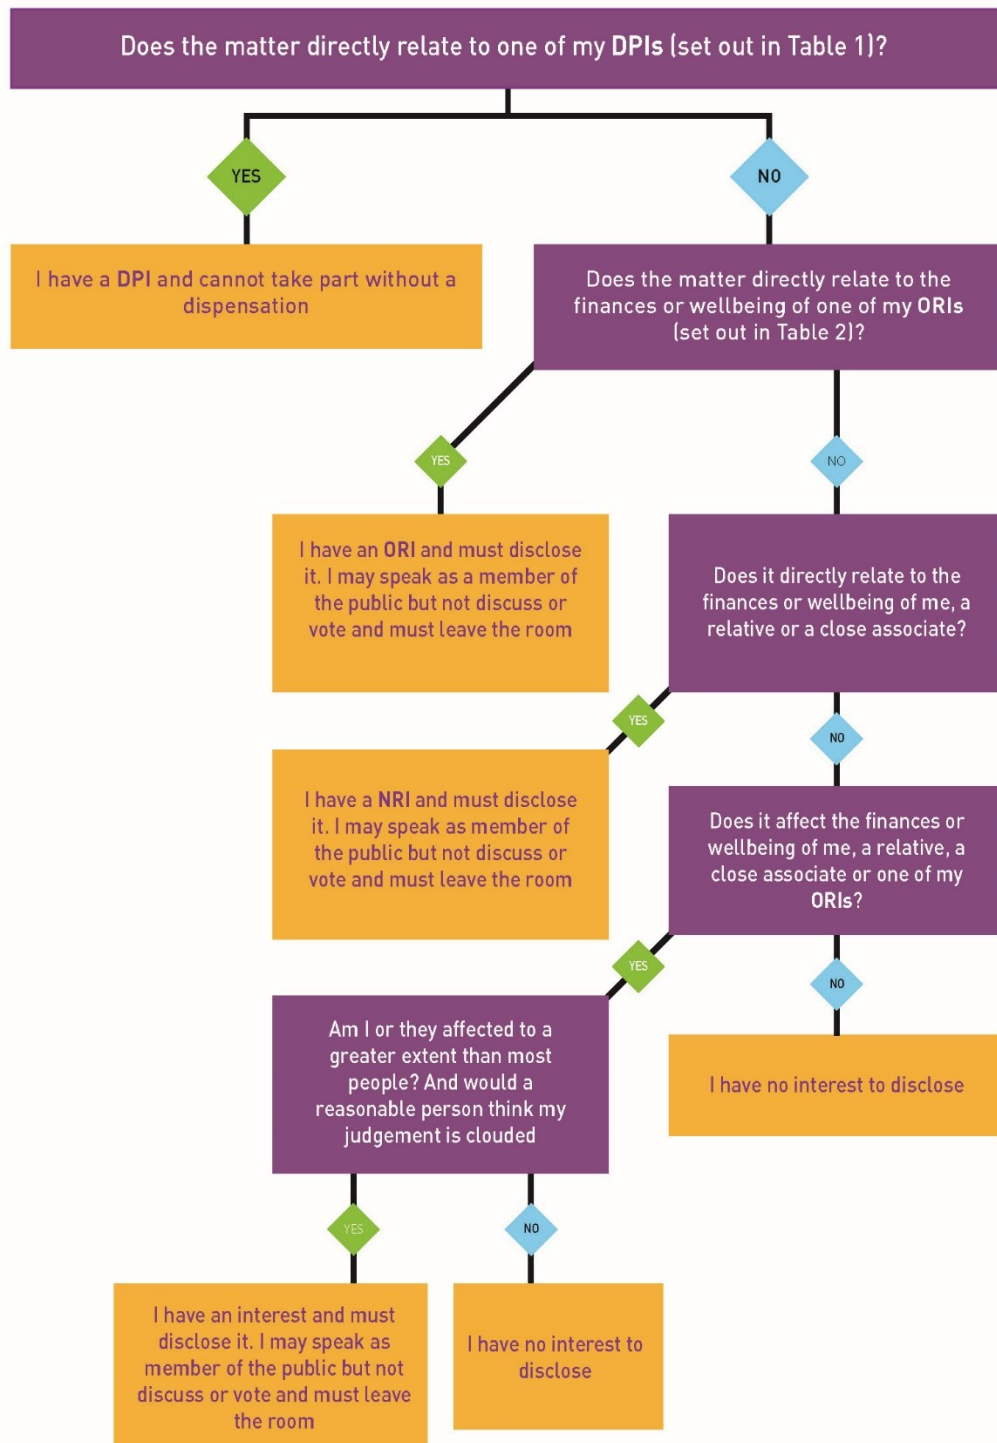 Does the matter directly relate to one of my DPIs (set out in Table 1)?
YES
NO
I have a DPI and cannot take part without a
dispensation
Does the matter directly relate to the
finances or wellbeing of one of my ORIs
(set out in Table 2)?
YES
NO
I have an ORI and must disclose
it. I may speak as a member of
the public but not discuss or
vote and must leave the room
Does it directly relate to the
finances or wellbeing of me, a
relative or a close associate?
YES
NO
I have a NRI and must disclose
it. I may speak as member of
the public but not discuss or
vote and must leave the room
Does it affect the finances or
wellbeing of me, a relative, a
close associate or one of my
ORIs?
YES
NO
Am I or they affected to a
greater extent than most
people? And would a
reasonable person think my
judgement is clouded
I have no interest to disclose
YES
NO
I have an interest and must
disclose it. I may speak as
member of the public but not
discuss or vote and must leave
the room
I have no interest to
disclose